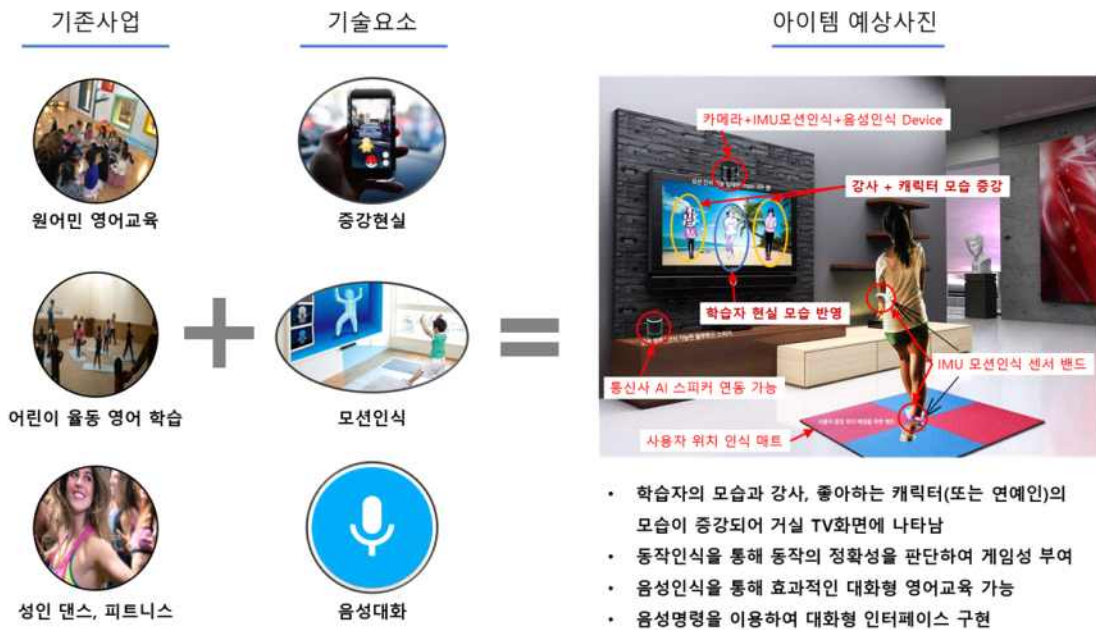 기존사업
기술요소
아이템 예상사진
원어민 영어교육
증강현실
어린이 율동 영어 학습
모션인식
성인 댄스, 피트니스
음성대화
카메라+IMU모션인식+음성인식 Device
강사 + 캐릭터 모습 증강
학습자 현실 모습 반영
IMU 모션인식 센서 밴드
통신사 AI 스피커 연동 가능
사용자 위치 인식 매트
• 학습자의 모습과 강사, 좋아하는 캐릭터(또는 연예인)의
모습이 증강되어 거실 TV화면에 나타남
• 동작인식을 통해 동작의 정확성을 판단하여 게임성 부여
• 음성인식을 통해 효과적인 대화형 영어교육 가능
• 음성명령을 이용하여 대화형 인터페이스 구현